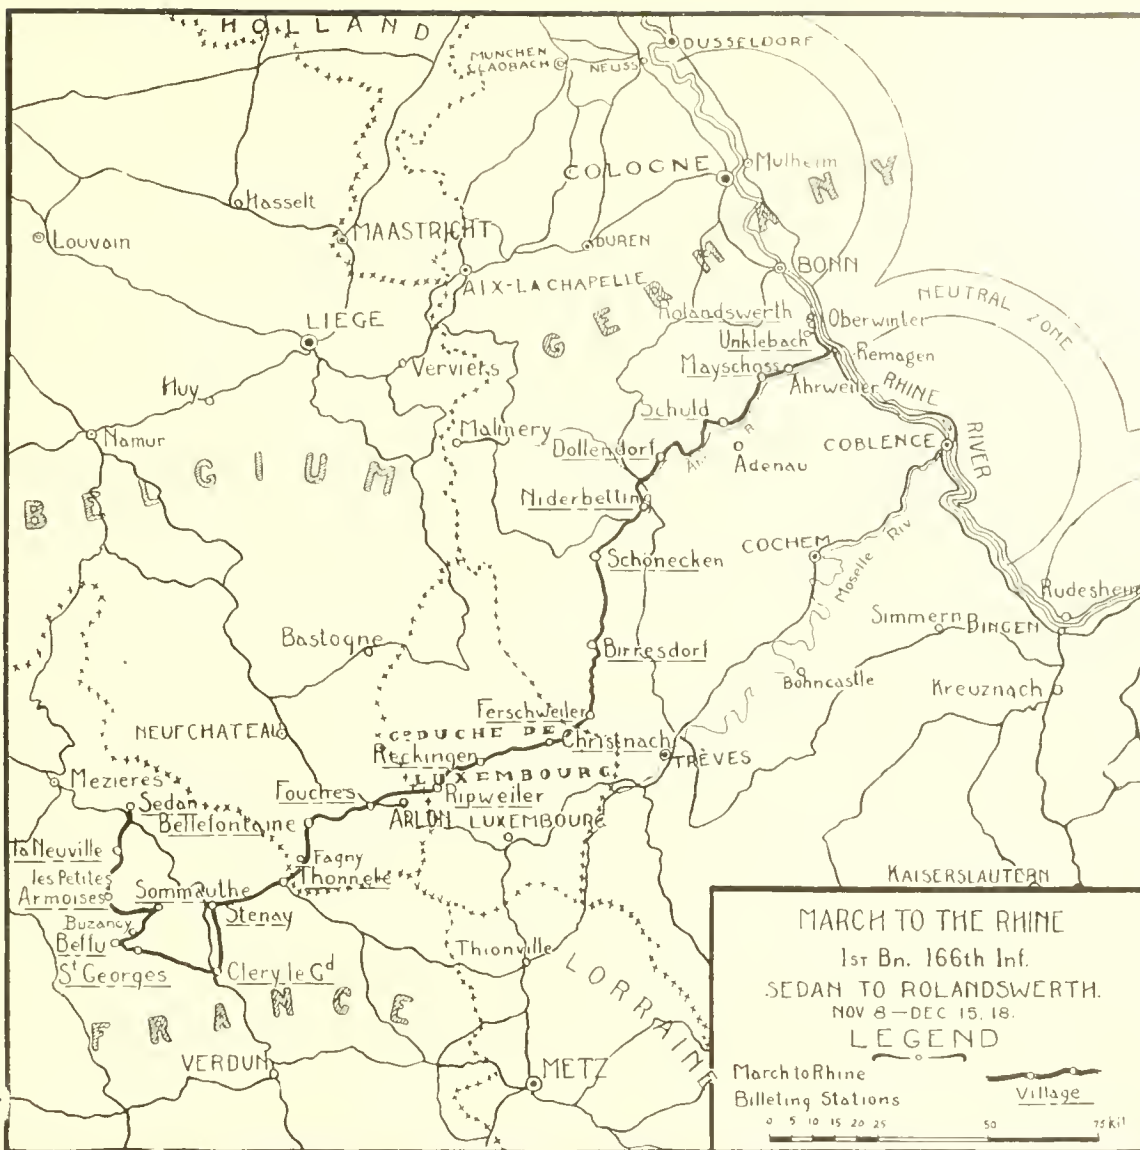 HOLLAND
DUSSELDORF
MUNCHEN
GLADBACH
NEUSS
COLOGNE
Mulheim
GERMANY
Hasselt
MAASTRICHT
Louvain
DUREN
BONN
AIX-LA CHAPELLE
NEUTRAL ZONE
Rolandswerth
Oberwinter
LIEGE
Unklebach
Remagen
Verviers
Mayschoss
Ahrweiler
RHINE
RIVER
Huy
Schuld
Malmery
Namur
COBLENCE
Dollendorf
Adenau
BELGIUM
Niderbetting
COCHEM
Moselle Riv
Schönecken
Rudesheim
Simmern
BINGEN
Bastogne
Birresdorf
Bohncastle
Kreuznach
Ferschweiler
NEUFCHATEAU
Gᴰ DUCHE DE
Christnach
Reckingen
TRÈVES
LUXEMBOURG
Mezieres
Fouches
Ripweiler
Sedan
Bellefontaine
ARLON
LUXEMBOURG
la Neuville
Fagny
Thonnele
les Petites
Armoises
Sommauthe
KAISERSLAUTERN
Stenay
Buzancy
Beffu
Thionville
Sᵗ Georges
Clery le Gᵈ
LORRAINE
FRANCE
VERDUN
METZ
MARCH TO THE RHINE
1ST Bn. 166th Inf.
SEDAN TO ROLANDSWERTH.
NOV 8 — DEC 15. 18.
LEGEND
March to Rhine
Billeting Stations
Village
0 5 10 15 20 25 50 75 kil